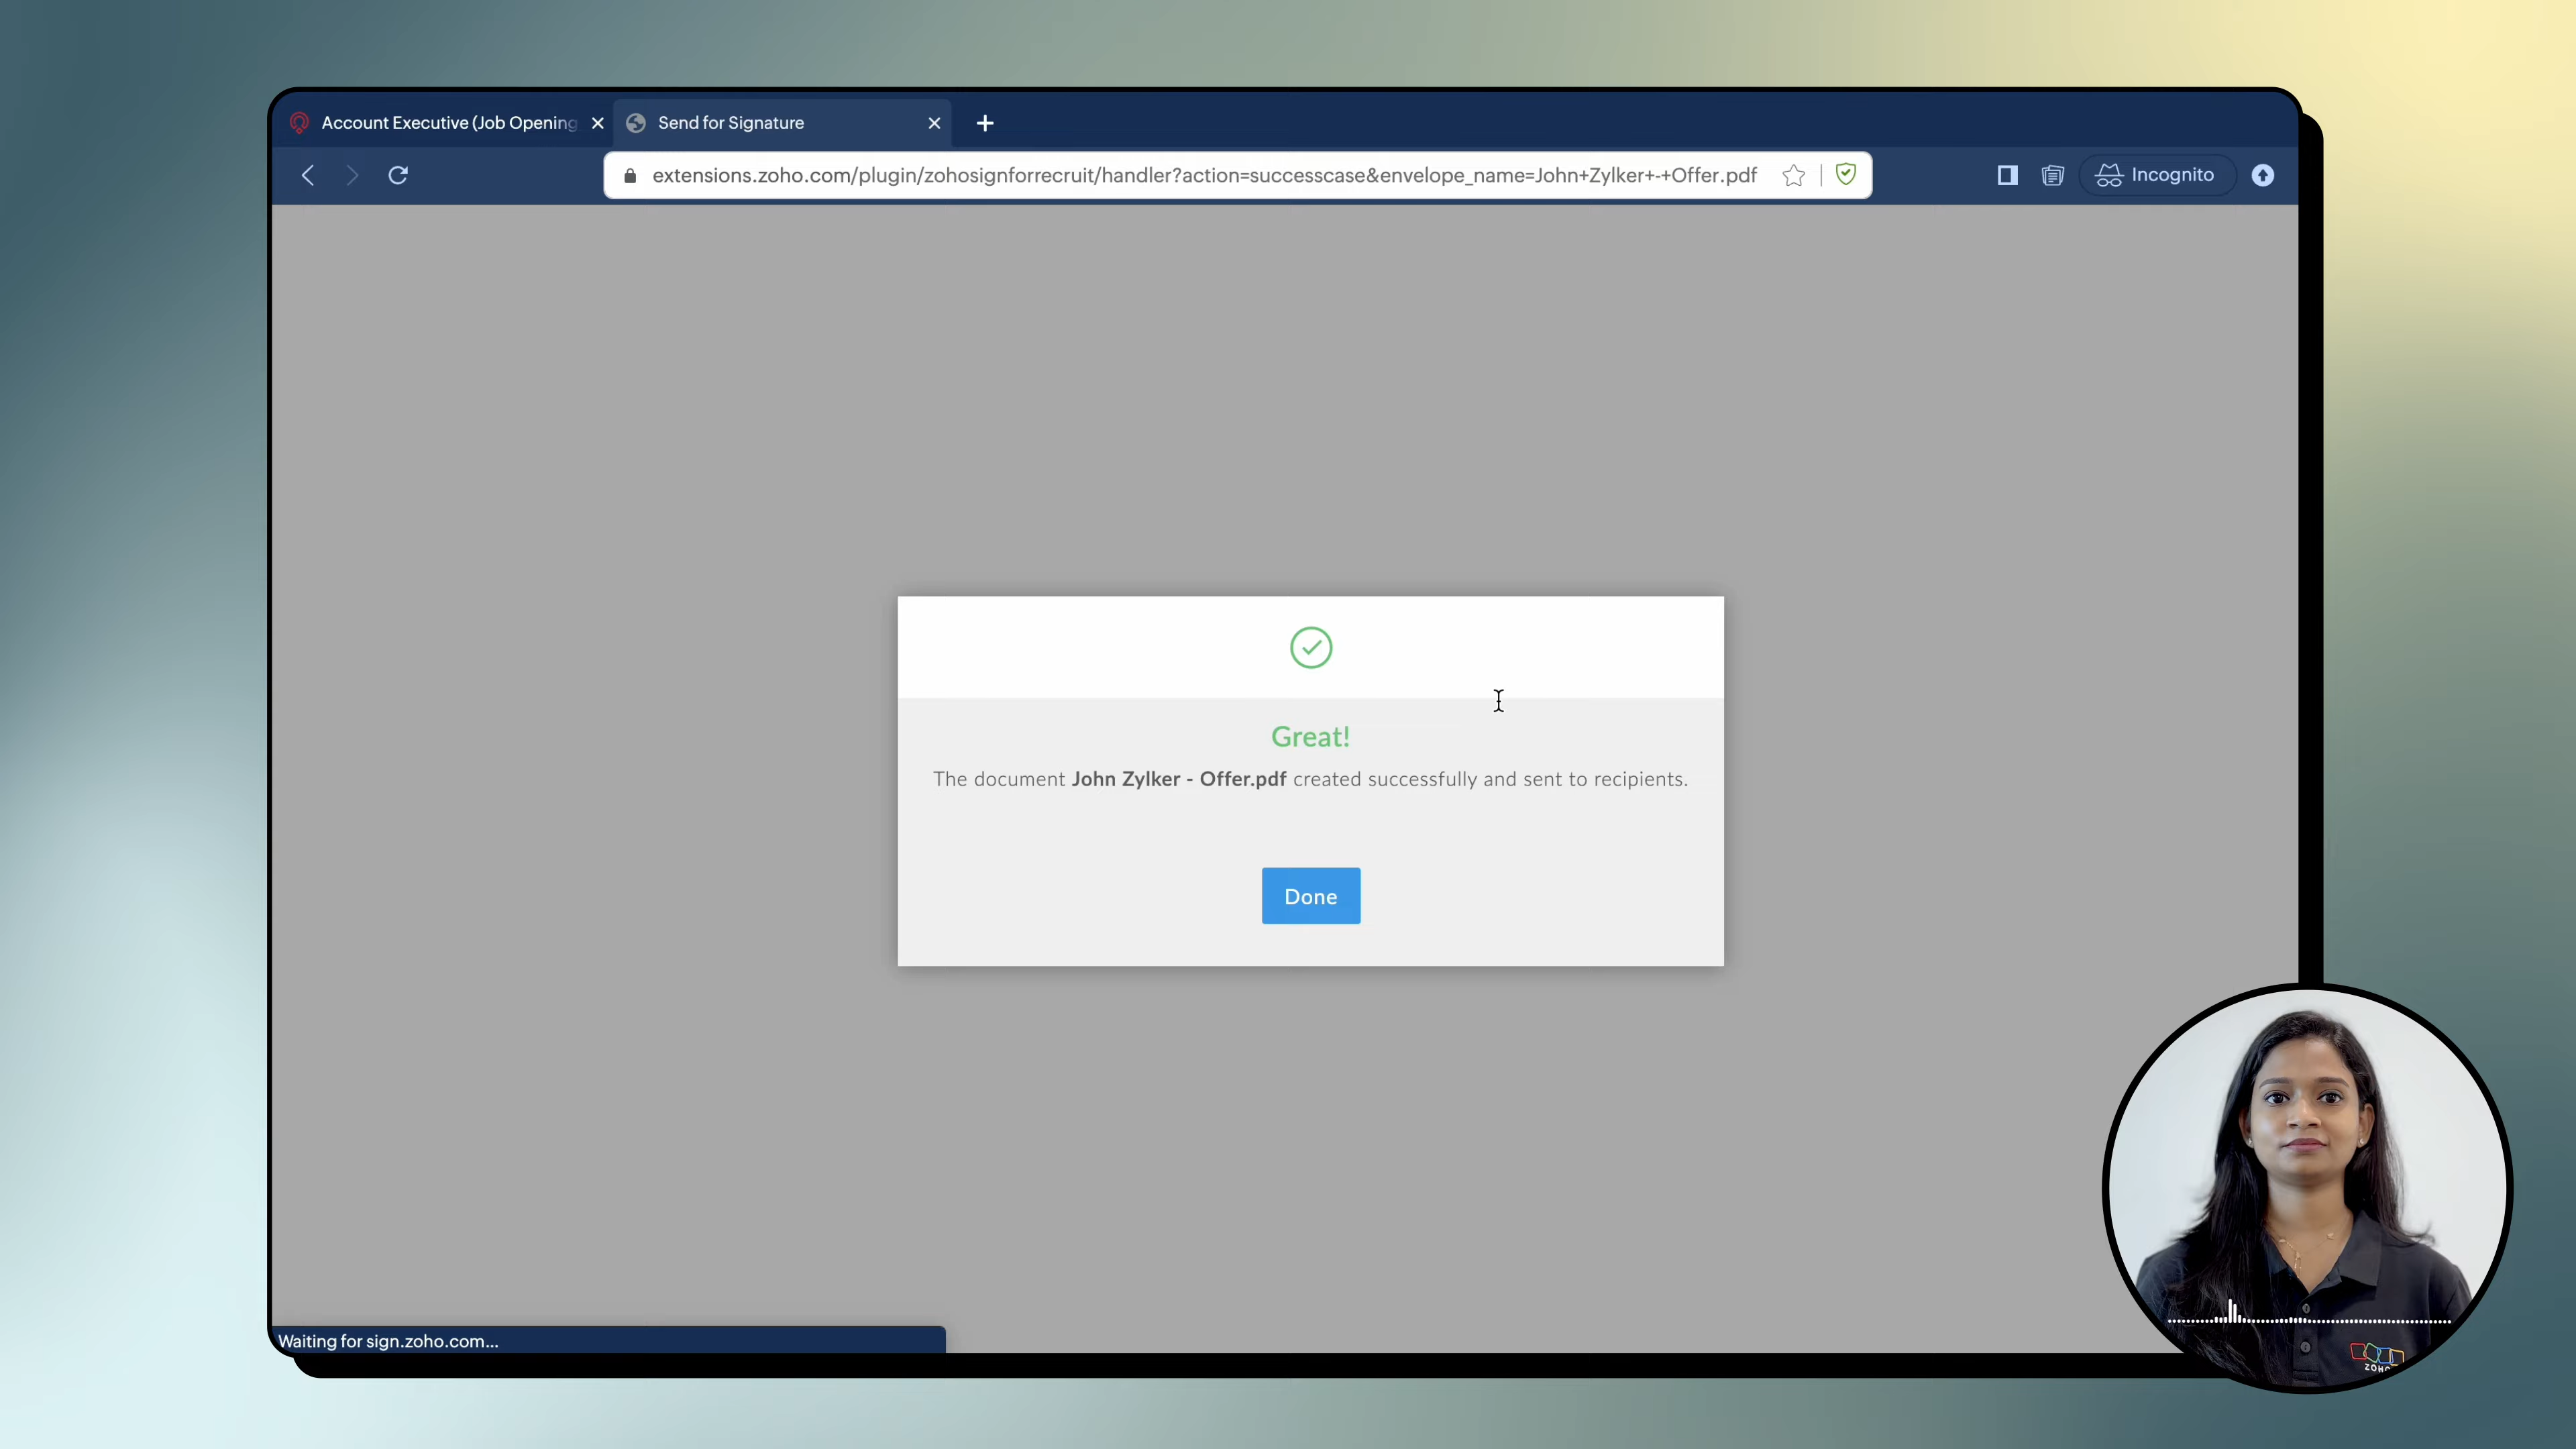 Account Executive (Job Opening
Send for Signature
extensions.zoho.com/plugin/zohosignforrecruit/handler?action=successcase&envelope_name=John+Zylker+-+Offer.pdf
Incognito
Great!
The document John Zylker - Offer.pdf created successfully and sent to recipients.
Done
Waiting for sign.zoho.com...
ZOHO